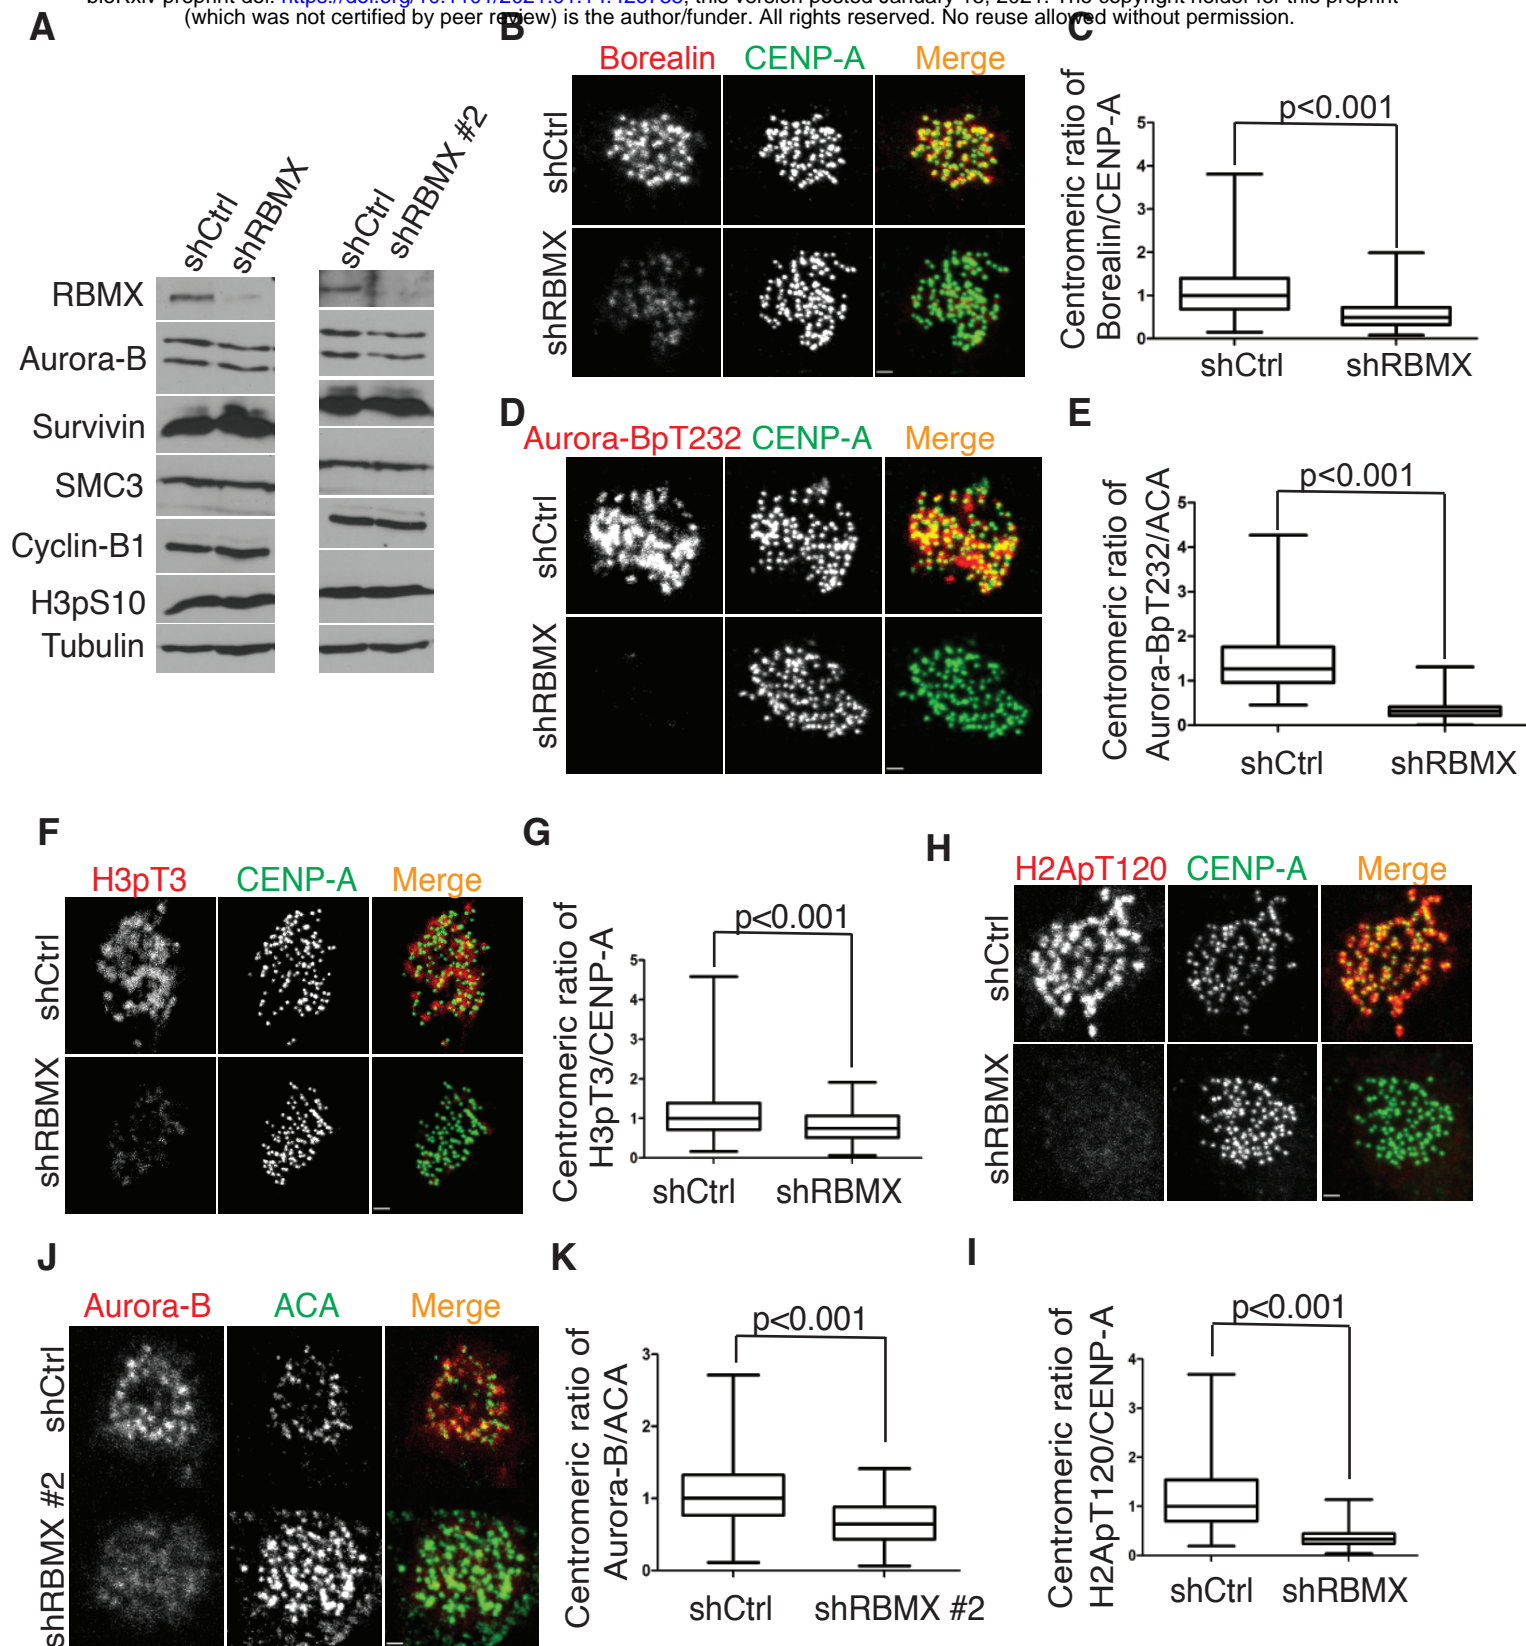 (which was not certified by peer review) is the author/funder. All rights reserved. No reuse allowed without permission.
A
shCtrl
shRBMX
shCtrl
shRBMX #2
RBMX
Aurora-B
Survivin
SMC3
Cyclin-B1
H3pS10
Tubulin
B
Borealin CENP-A Merge
shCtrl
shRBMX
C
Centromeric ratio of
Borealin/CENP-A
p<0.001
5
4
3
2
1
0
shCtrl shRBMX
D
Aurora-BpT232 CENP-A Merge
shCtrl
shRBMX
E
Centromeric ratio of
Aurora-BpT232/ACA
p<0.001
5
4
3
2
1
0
shCtrl shRBMX
F
H3pT3 CENP-A Merge
shCtrl
shRBMX
G
Centromeric ratio of
H3pT3/CENP-A
p<0.001
5
4
3
2
1
0
shCtrl shRBMX
H
H2ApT120 CENP-A Merge
shCtrl
shRBMX
J
Aurora-B ACA Merge
shCtrl
shRBMX #2
K
Centromeric ratio of
Aurora-B/ACA
p<0.001
3
2
1
0
shCtrl shRBMX #2
I
Centromeric ratio of
H2ApT120/CENP-A
p<0.001
4
3
2
1
0
shCtrl shRBMX